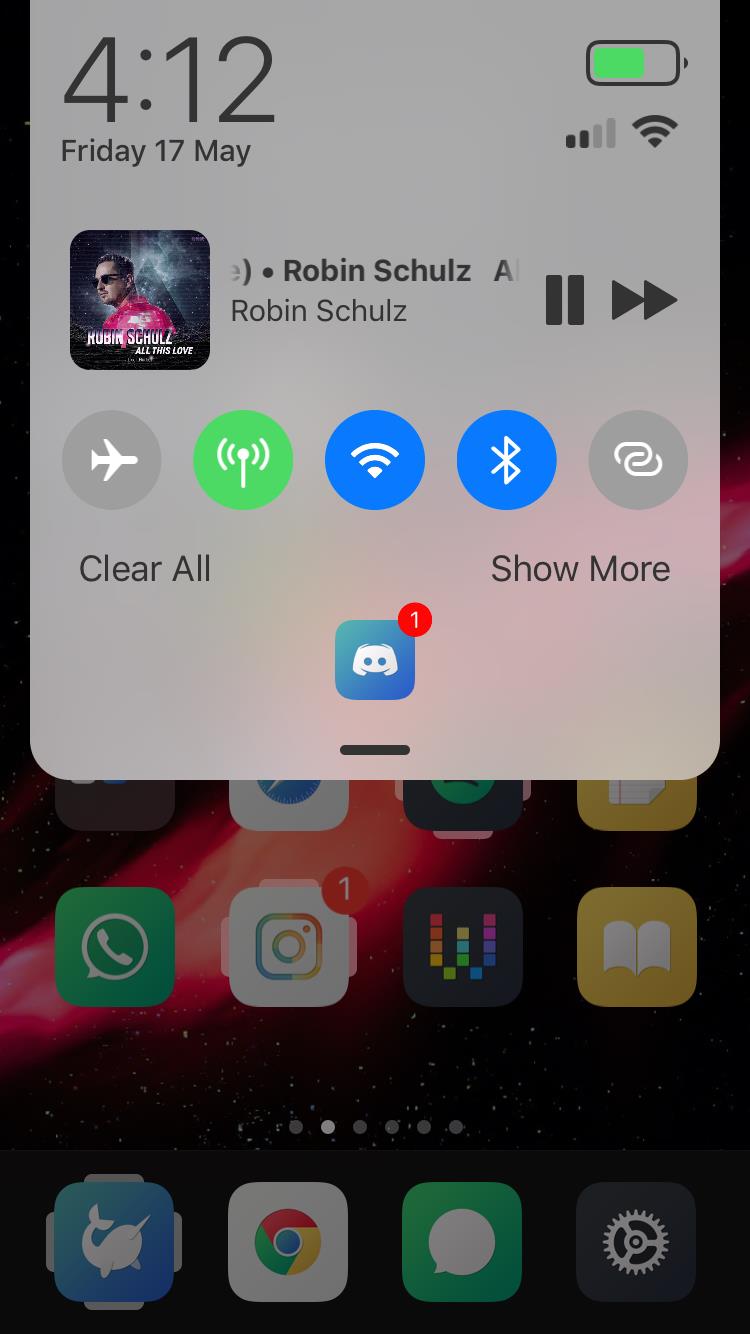 4:12
Friday 17 May
e) • Robin Schulz Al
Robin Schulz
ROBIN SCHULZ
ALL THIS LOVE
Clear All
Show More
1
1